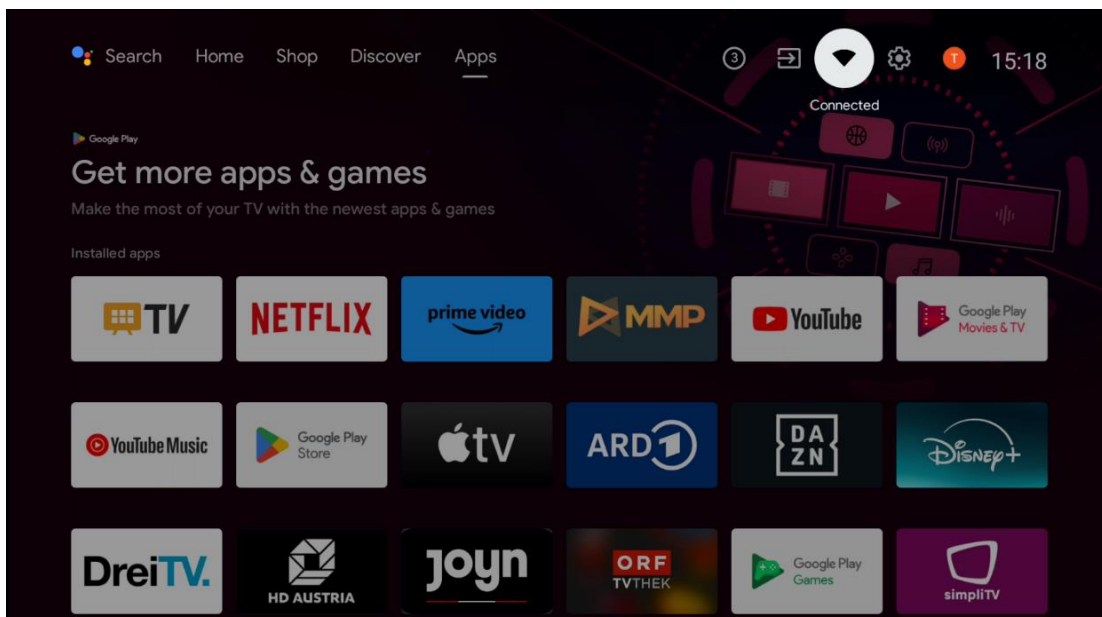 Search Home Shop Discover Apps 3 T 15:18
Connected
Google Play
Get more apps & games
Make the most of your TV with the newest apps & games
Installed apps
TV NETFLIX prime video MMP YouTube Google Play Movies & TV
YouTube Music Google Play Store tv ARD 1 DAZN Disney+
DreiTV. HD AUSTRIA joyn ORF TVTHEK Google Play Games simpliTV